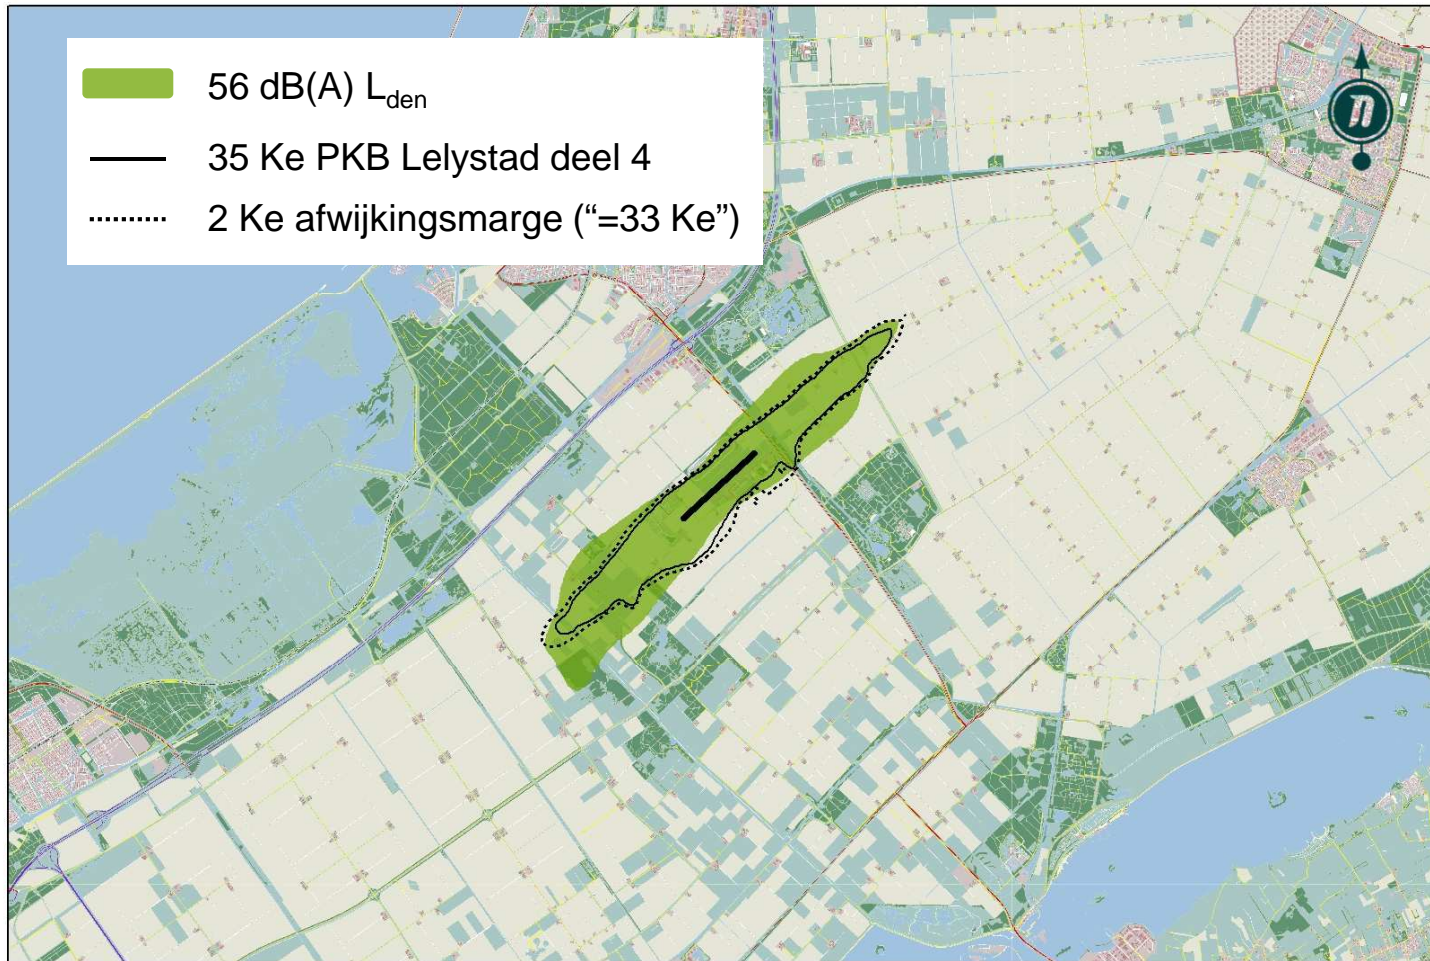 56 dB(A) Lden
35 Ke PKB Lelystad deel 4
2 Ke afwijkingsmarge (“=33 Ke”)